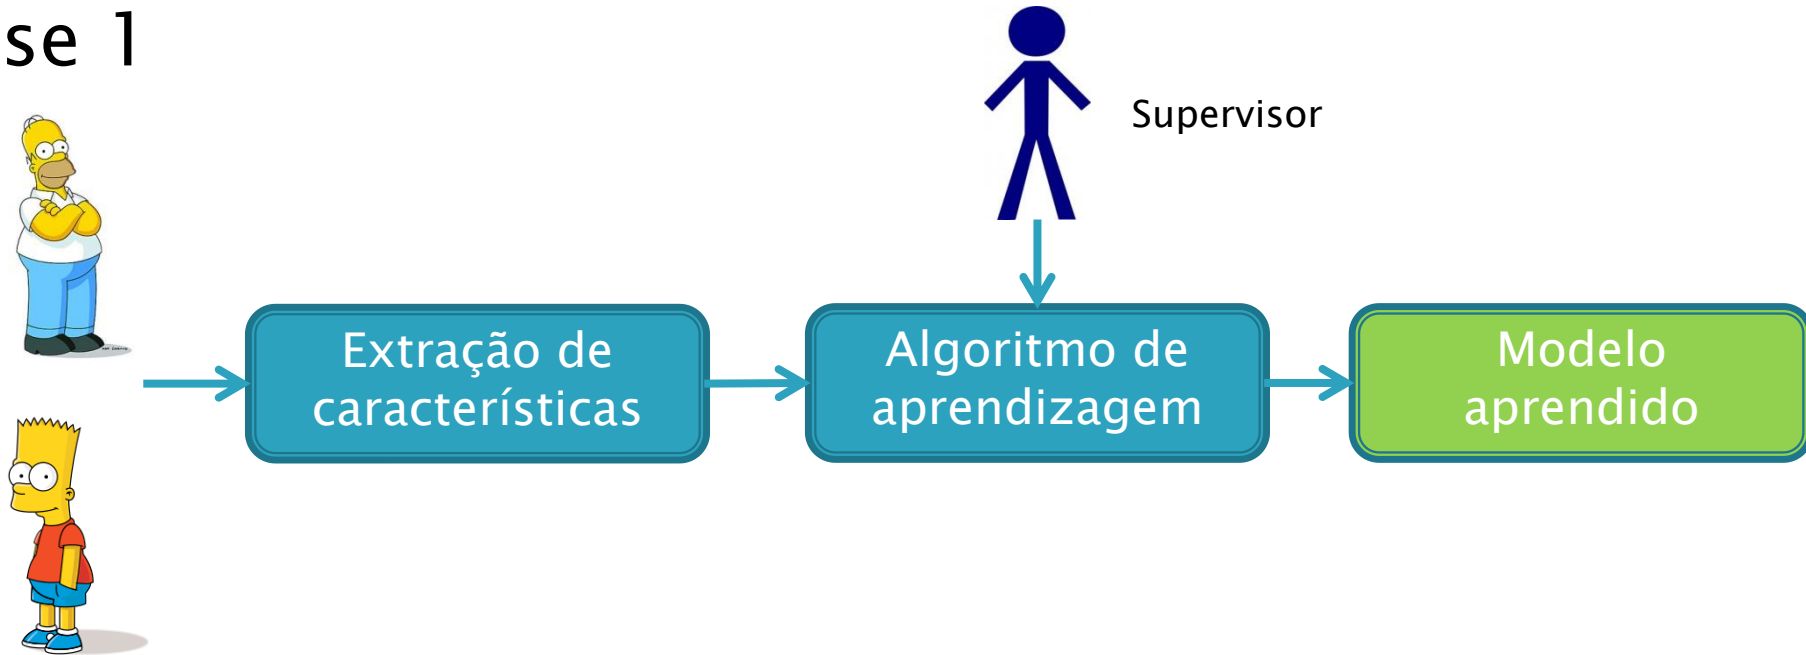 se 1
Supervisor
Extração de
características
Algoritmo de
aprendizagem
Modelo
aprendido